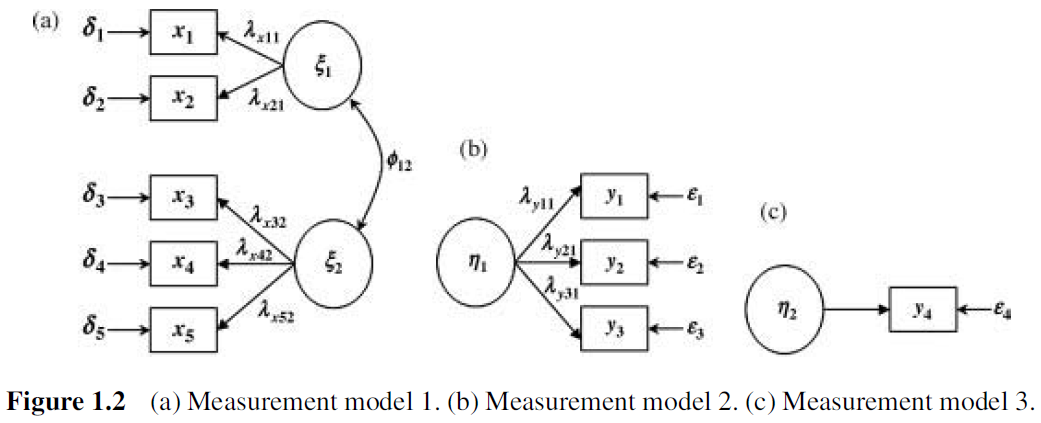 (a)
δ1
x1
λx11
ξ1
δ2
x2
λx21
ϕ12
δ3
x3
λx32
δ4
x4
λx42
ξ2
δ5
x5
λx52
(b)
η1
λy11
y1
ε1
λy21
y2
ε2
λy31
y3
ε3
(c)
η2
y4
ε4
Figure 1.2 (a) Measurement model 1. (b) Measurement model 2. (c) Measurement model 3.